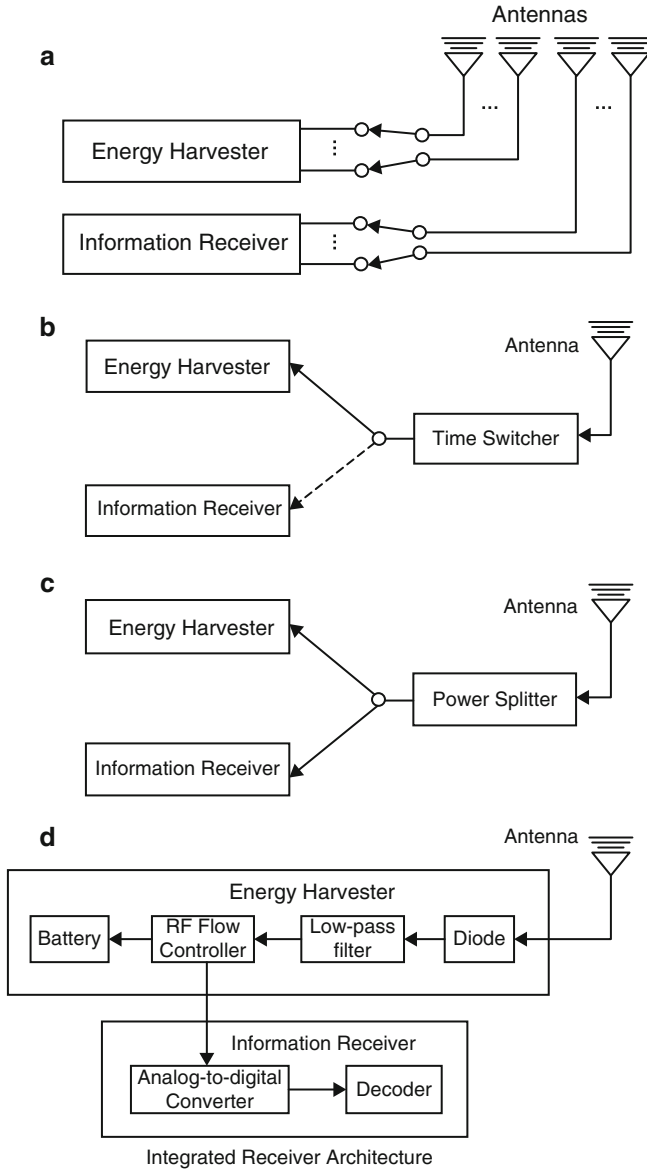 Antennas
a
... ...
Energy Harvester
...
Information Receiver
...
b
Antenna
Energy Harvester
Time Switcher
Information Receiver
c
Antenna
Energy Harvester
Power Splitter
Information Receiver
d
Antenna
Energy Harvester
Battery
RF Flow
Controller
Low-pass
filter
Diode
Information Receiver
Analog-to-digital
Converter
Decoder
Integrated Receiver Architecture